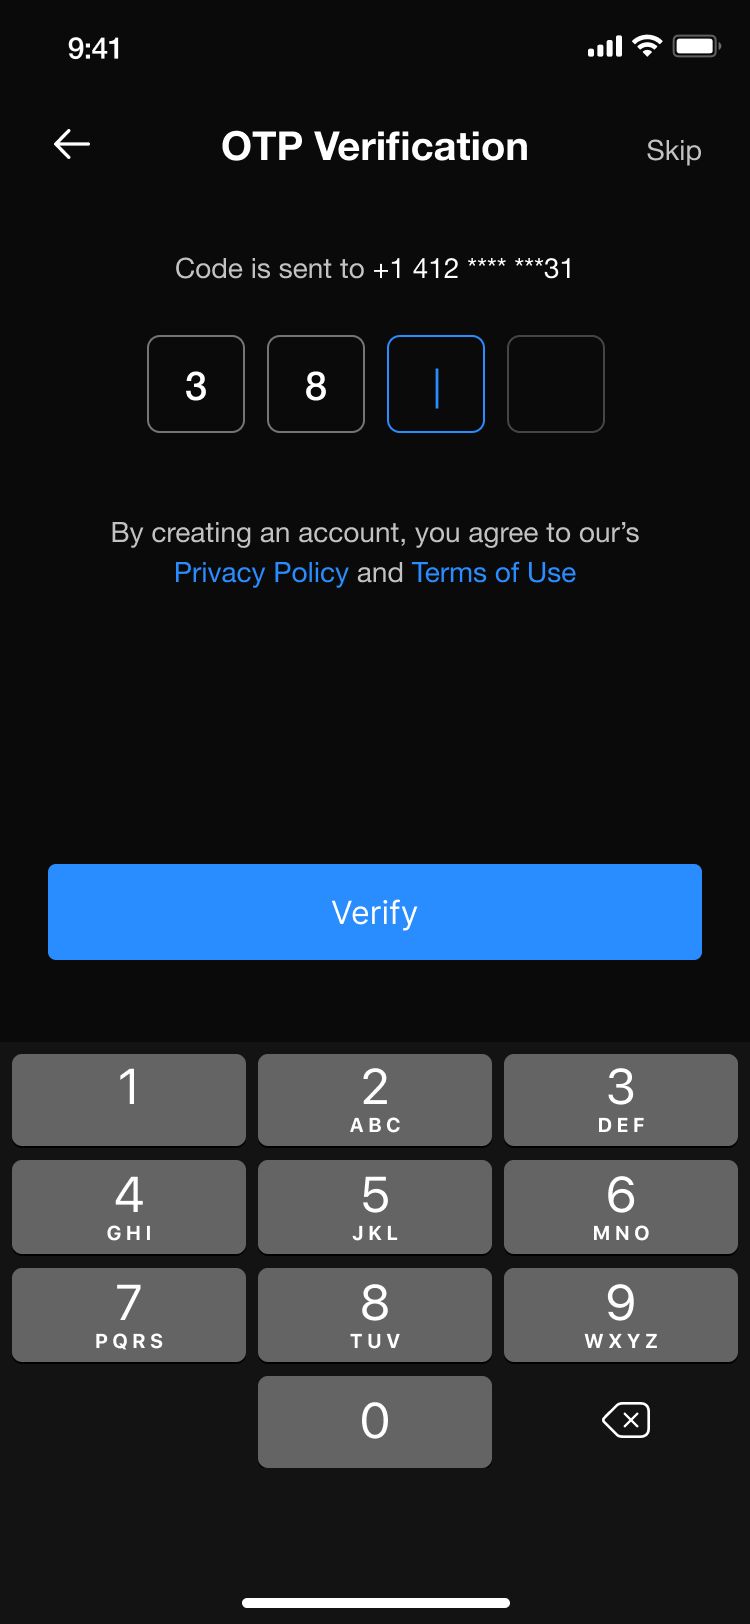 9:41
OTP Verification
Skip
Code is sent to +1 412 **** ***31
3 8
By creating an account, you agree to our’s
Privacy Policy and Terms of Use
Verify
1 2 3
ABC DEF
4 5 6
GHI JKL MNO
7 8 9
PQRS TUV WXYZ
0